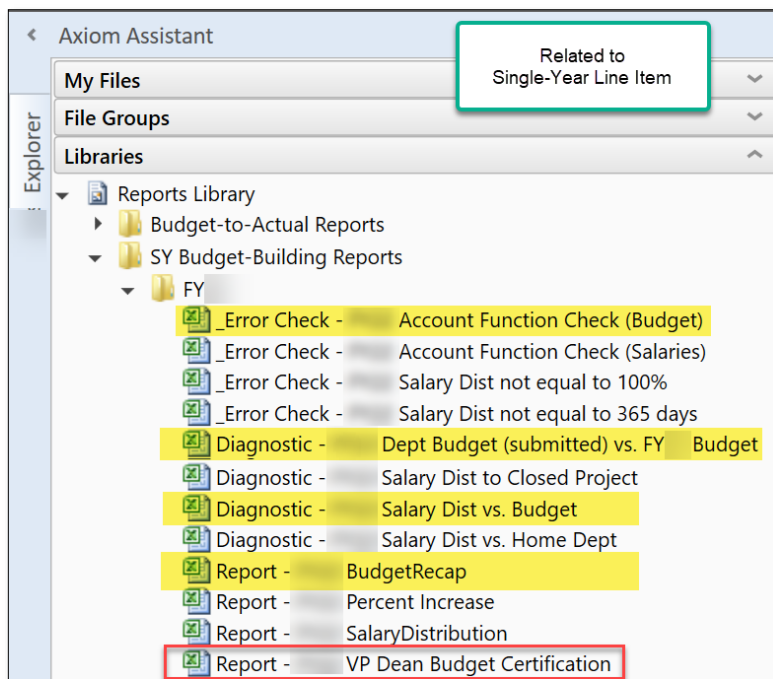 Axiom Assistant
Related to
Single-Year Line Item
My Files
File Groups
Explorer
Libraries
Reports Library
Budget-to-Actual Reports
SY Budget-Building Reports
FY
_Error Check - Account Function Check (Budget)
_Error Check - Account Function Check (Salaries)
_Error Check - Salary Dist not equal to 100%
_Error Check - Salary Dist not equal to 365 days
Diagnostic - Dept Budget (submitted) vs. FY Budget
Diagnostic - Salary Dist to Closed Project
Diagnostic - Salary Dist vs. Budget
Diagnostic - Salary Dist vs. Home Dept
Report - BudgetRecap
Report - Percent Increase
Report - SalaryDistribution
Report - VP Dean Budget Certification